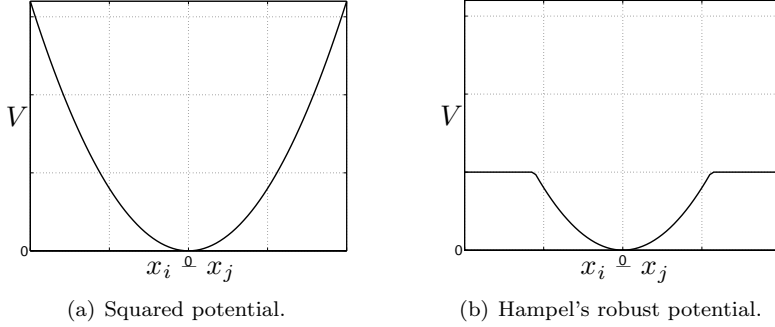 V
0
0
x_i - x_j
(a) Squared potential.
V
0
0
x_i - x_j
(b) Hampel's robust potential.